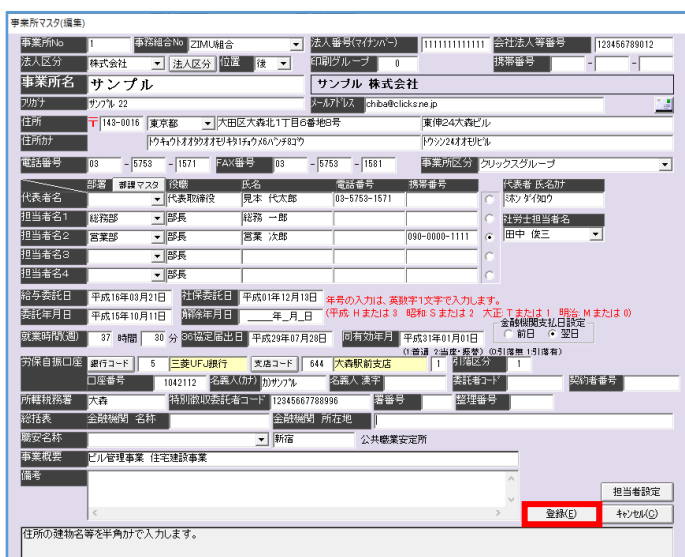 事業所マスタ(編集)
事業所No 1 事務組合No ZIMU組合 法人番号(マイナンバー) 1111111111111 会社法人等番号 123456789012
法人区分 株式会社 法人区分 位置 後 印刷グループ 0 携帯番号 - -
事業所名 サンプル サンプル 株式会社
フリガナ ｻﾝﾌﾟﾙ 22 メールアドレス chiba@clicks.ne.jp
住所 〒 143-0016 東京都 大田区大森北1丁目6番地8号 東伸24大森ビル
住所カナ ﾄｳｷｮｳﾄｵｵﾀｸｵｵﾓﾘｷﾀ1ﾁｮｳﾒ6ﾊﾞﾝﾁ8ｺﾞｳ ﾄｳｼﾝ24ｵｵﾓﾘﾋﾞﾙ
電話番号 03 - 5753 - 1571 FAX番号 03 - 5753 - 1581 事業所区分 クリックスグループ
部署 部課マスタ 役職 氏名 電話番号 携帯番号 代表者 氏名カナ
代表者名 代表取締役 見本 代太郎 03-5753-1571 ﾐﾎﾝ ﾀﾞｲﾀﾛｳ
担当者名1 総務部 部長 総務 一郎 社労士担当者名
担当者名2 営業部 部長 営業 次郎 090-0000-1111 田中 俊三
担当者名3 部長
担当者名4 部長
給与委託日 平成16年03月21日 社保委託日 平成01年12月13日 年号の入力は、英数字1文字で入力します。
委託年月日 平成15年10月11日 解除年月日 ____年_月_日 (平成: Hまたは3 昭和 Sまたは2 大正: Tまたは1 明治: Mまたは0)
金融機関支払日設定
就業時間(週) 37 時間 30 分 36協定届出日 平成29年07月28日 同有効年月 平成31年01月01日 前日 翌日
(1:普通 2:当座・振替) (0:引落無 1:引落有)
労保自振口座 銀行コード 5 三菱UFJ銀行 支店コード 644 大森駅前支店 1 引落区分 1
口座番号 1042112 名義人(カナ) ｶ)ｻﾝﾌﾟﾙ 名義人 漢字 委託者コード 契約者番号
所轄税務署 大森 特別徴収委託者コード 12345667788996 署番号 整理番号
総括表 金融機関 名称 金融機関 所在地
職安名称 新宿 公共職業安定所
事業概要 ビル管理事業 住宅建設事業
備考
担当者設定
登録(E) キャンセル(C)
住所の建物名等を半角カナで入力します。